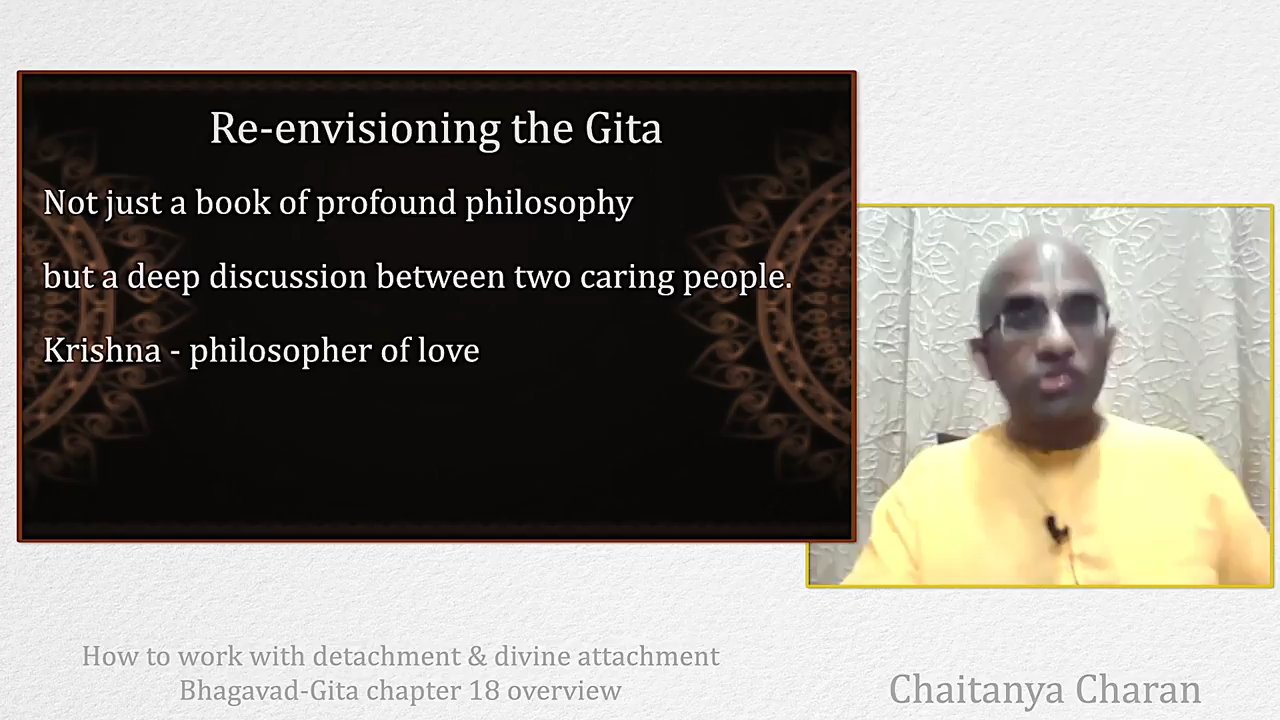 Re-envisioning the Gita
Not just a book of profound philosophy
but a deep discussion between two caring people.
Krishna - philosopher of love
How to work with detachment & divine attachment
Bhagavad-Gita chapter 18 overview
Chaitanya Charan